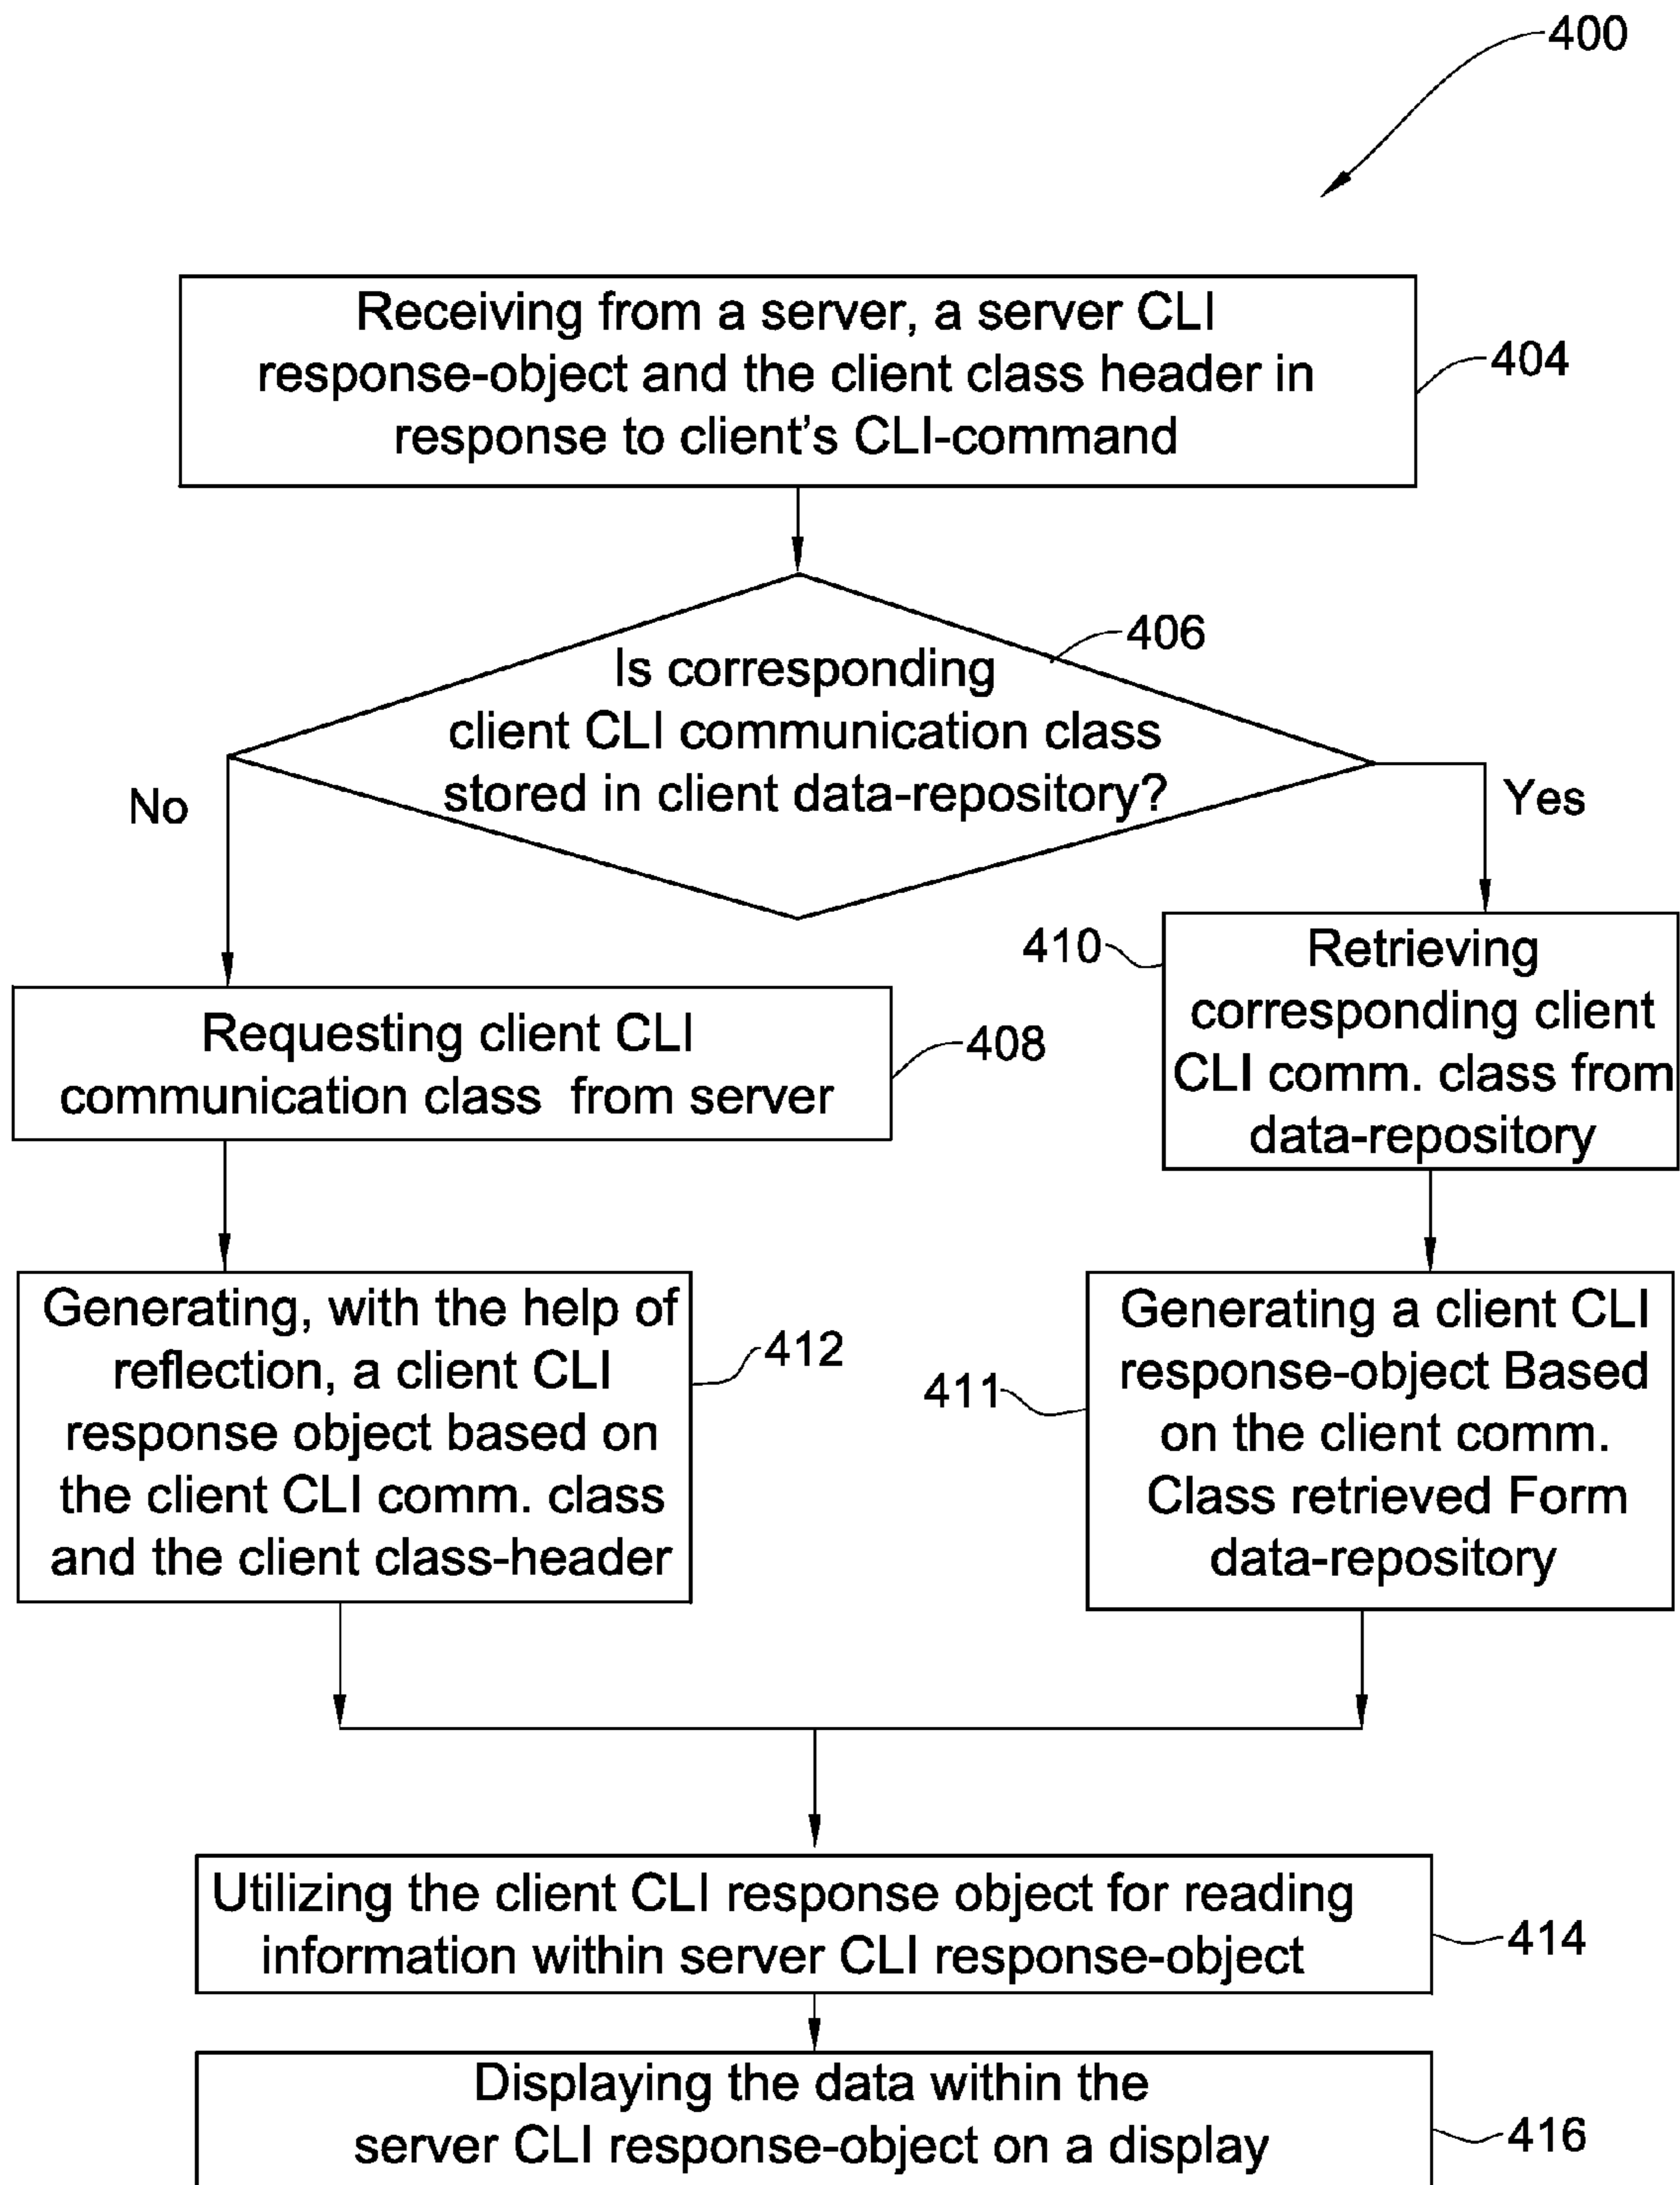 400
Receiving from a server, a server CLI
response-object and the client class header in
response to client's CLI-command
404
406
Is corresponding
client CLI communication class
stored in client data-repository?
No
Yes
410
Retrieving
corresponding client
CLI comm. class from
data-repository
Requesting client CLI
communication class from server
408
Generating, with the help of
reflection, a client CLI
response object based on
the client CLI comm. class
and the client class-header
412
411
Generating a client CLI
response-object Based
on the client comm.
Class retrieved Form
data-repository
Utilizing the client CLI response object for reading
information within server CLI response-object
414
Displaying the data within the
server CLI response-object on a display
416